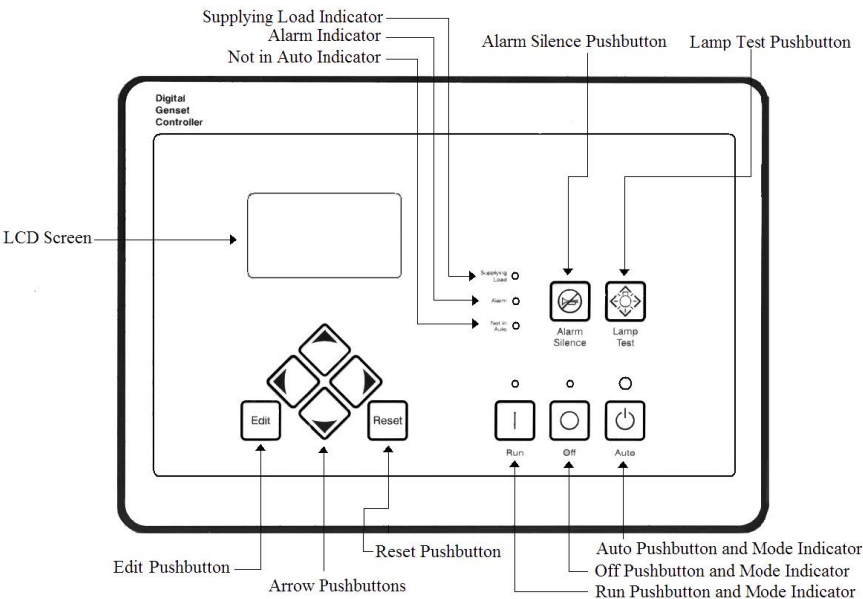 Supplying Load Indicator
Alarm Indicator
Not in Auto Indicator
Alarm Silence Pushbutton
Lamp Test Pushbutton
Digital
Genset
Controller
LCD Screen
Supplying
Load
Alarm
Not in
Auto
Alarm
Silence
Lamp
Test
Edit
Reset
Run
Off
Auto
Edit Pushbutton
Arrow Pushbuttons
Reset Pushbutton
Auto Pushbutton and Mode Indicator
Off Pushbutton and Mode Indicator
Run Pushbutton and Mode Indicator